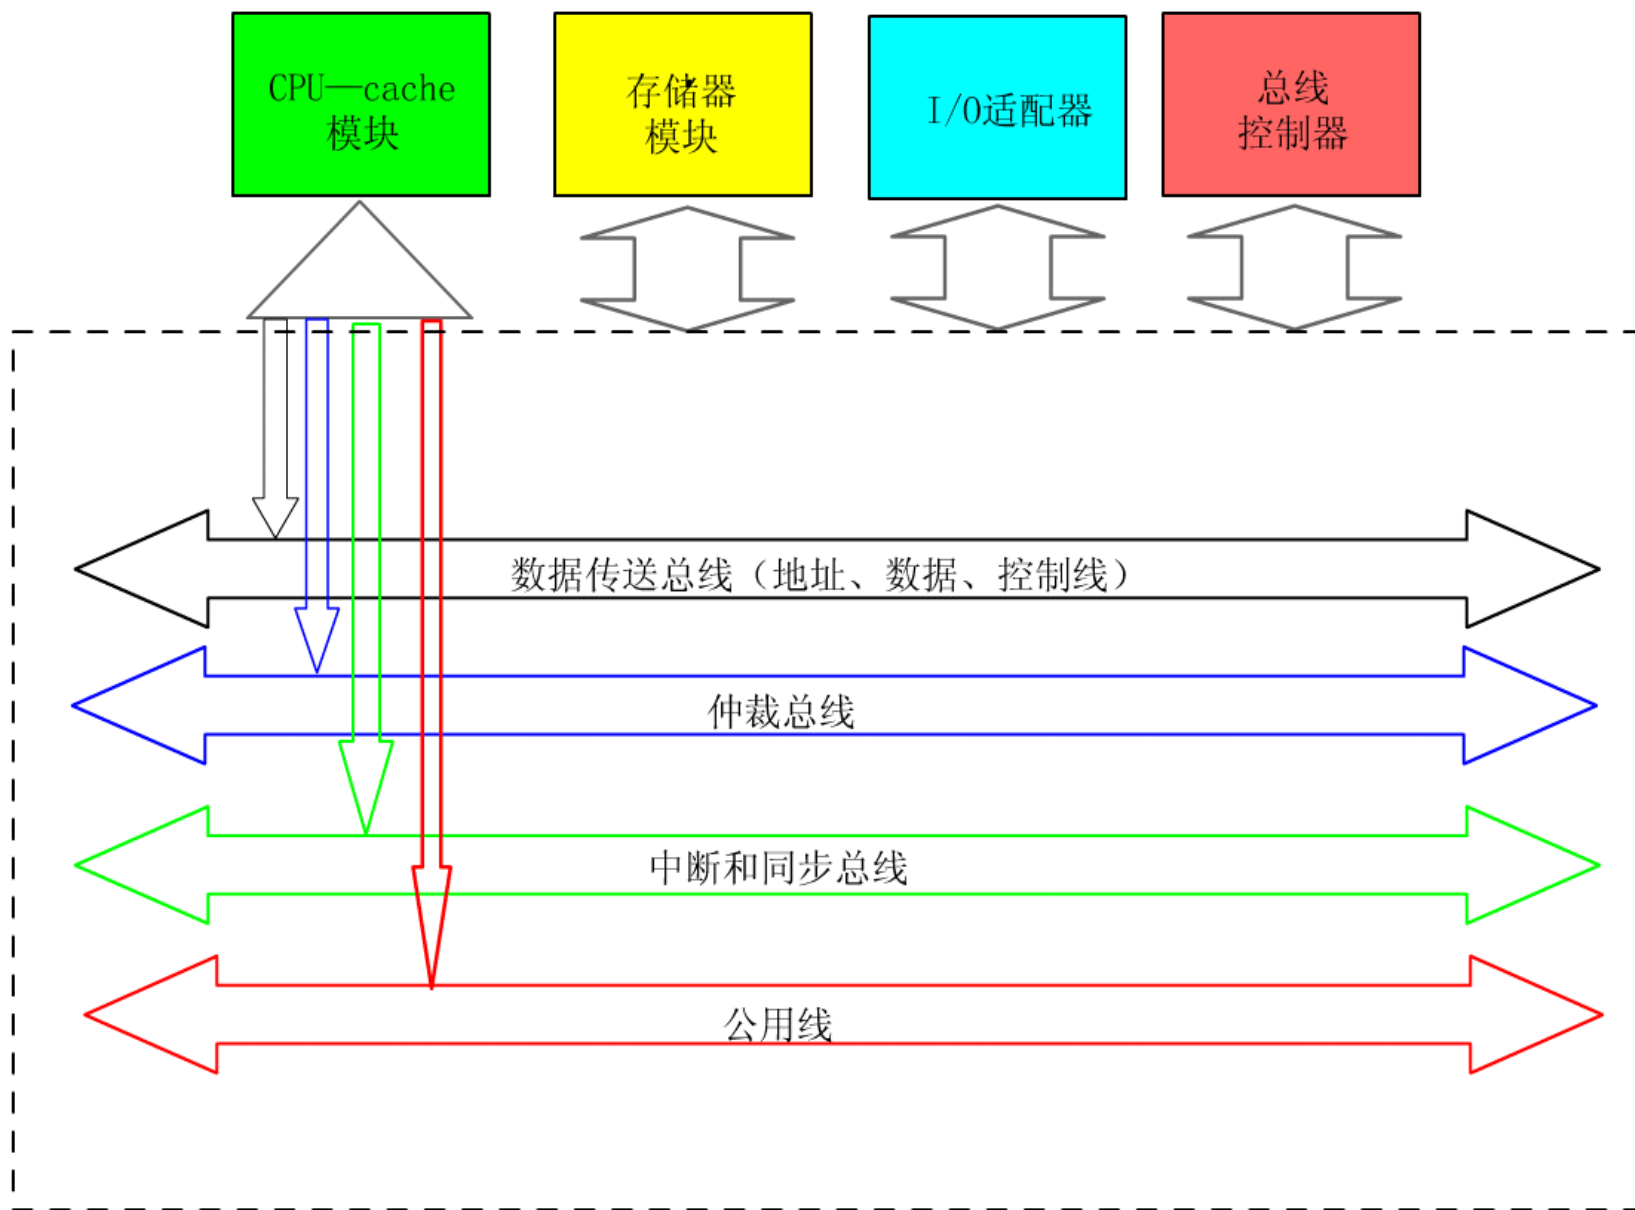 CPU—cache
模块
存储器
模块
I/O适配器
总线
控制器
数据传送总线（地址、数据、控制线）
仲裁总线
中断和同步总线
公用线